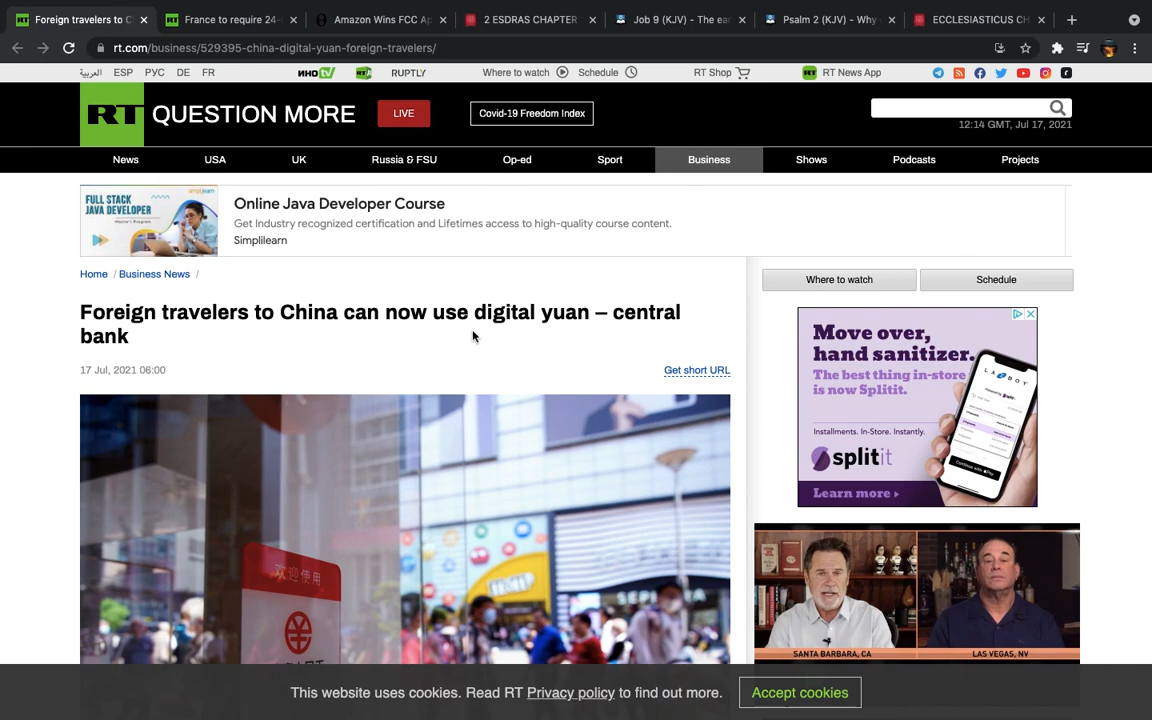 Foreign travelers to C
France to require 24-
Amazon Wins FCC Ap
2 ESDRAS CHAPTER
Job 9 (KJV) - The ear
Psalm 2 (KJV) - Why
ECCLESIASTICUS CH
rt.com/business/529395-china-digital-yuan-foreign-travelers/
العربية ESP РУС DE FR ИНО TV RUPTLY Where to watch Schedule RT Shop RT News App
RT QUESTION MORE LIVE Covid-19 Freedom Index
12:14 GMT, Jul 17, 2021
News USA UK Russia & FSU Op-ed Sport Business Shows Podcasts Projects
FULL STACK
JAVA DEVELOPER
simplilearn
Online Java Developer Course
Get Industry recognized certification and Lifetimes access to high-quality course content.
Simplilearn
Home / Business News /
Where to watch Schedule
Foreign travelers to China can now use digital yuan – central
bank
17 Jul, 2021 06:00 Get short URL
Move over,
hand sanitizer.
The best thing in-store
is now Splitit.
Installments. In-Store. Instantly.
splitit
Learn more
欢迎使用
SANTA BARBARA, CA LAS VEGAS, NV
This website uses cookies. Read RT Privacy policy to find out more. Accept cookies